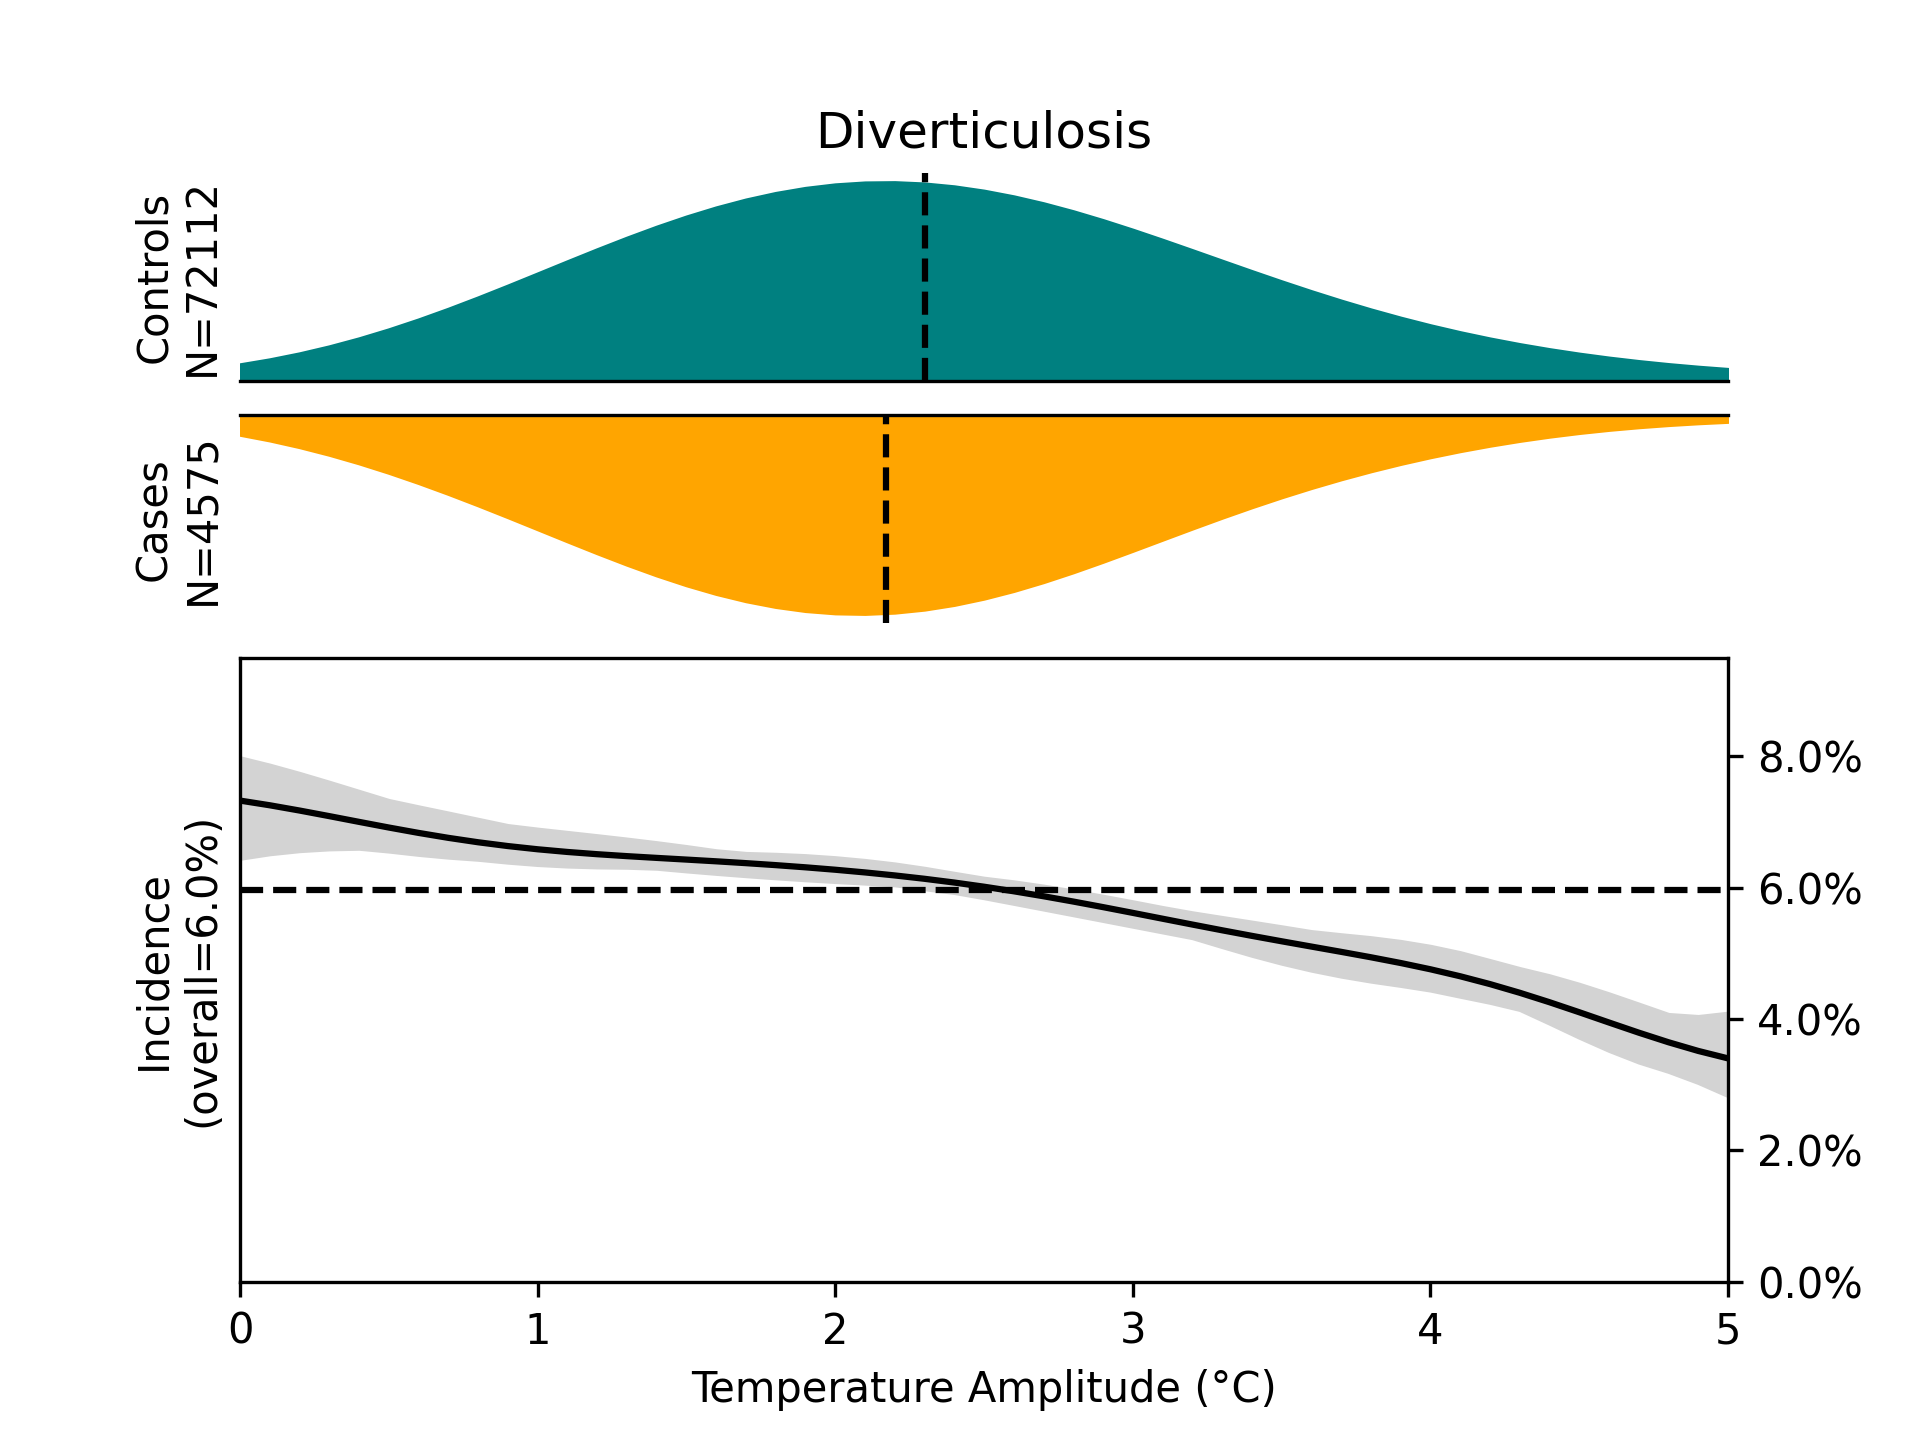 Diverticulosis
Controls
N=72112
Cases
N=4575
Incidence
(overall=6.0%)
8.0%
6.0%
4.0%
2.0%
0.0%
0 1 2 3 4 5
Temperature Amplitude (°C)